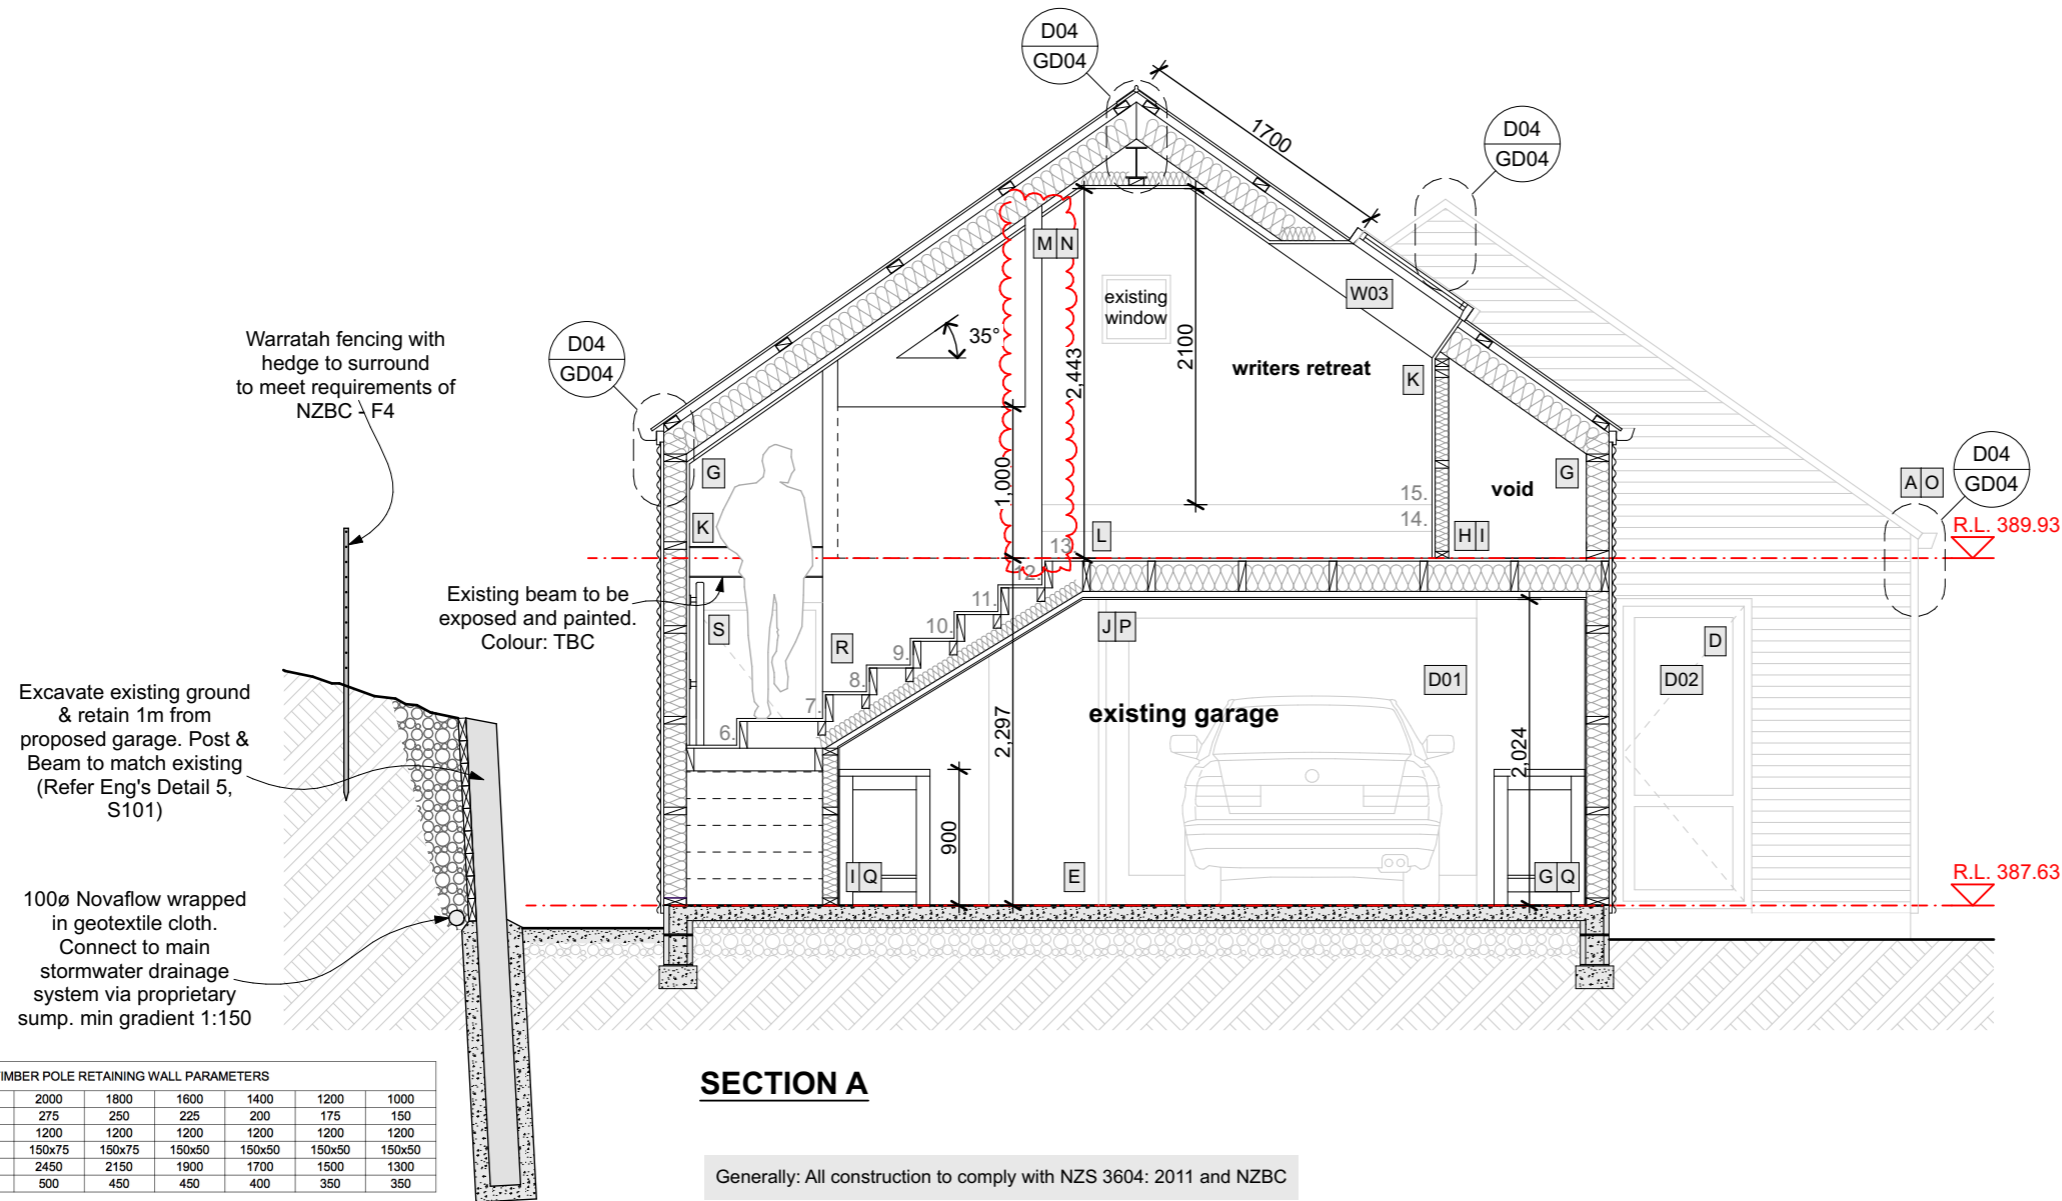 D04
GD04
1700
D04
GD04
M N
existing
window
W03
35°
2,443
2100
writers retreat
K
Warratah fencing with
hedge to surround
to meet requirements of
NZBC - F4
D04
GD04
G
K
1,000
15.
14.
13.
12.
11.
10.
9.
8.
7.
6.
void
G
L
H I
A O
D04
GD04
R.L. 389.93
Existing beam to be
exposed and painted.
Colour: TBC
S
R
J P
D
D01
D02
Excavate existing ground
& retain 1m from
proposed garage. Post &
Beam to match existing
(Refer Eng's Detail 5,
S101)
existing garage
2,297
2,024
900
I Q
E
G Q
R.L. 387.63
100ø Novaflow wrapped
in geotextile cloth.
Connect to main
stormwater drainage
system via proprietary
sump. min gradient 1:150
IMBER POLE RETAINING WALL PARAMETERS
2000 1800 1600 1400 1200 1000
275 250 225 200 175 150
1200 1200 1200 1200 1200 1200
150x75 150x75 150x50 150x50 150x50 150x50
2450 2150 1900 1700 1500 1300
500 450 450 400 350 350
SECTION A
Generally: All construction to comply with NZS 3604: 2011 and NZBC